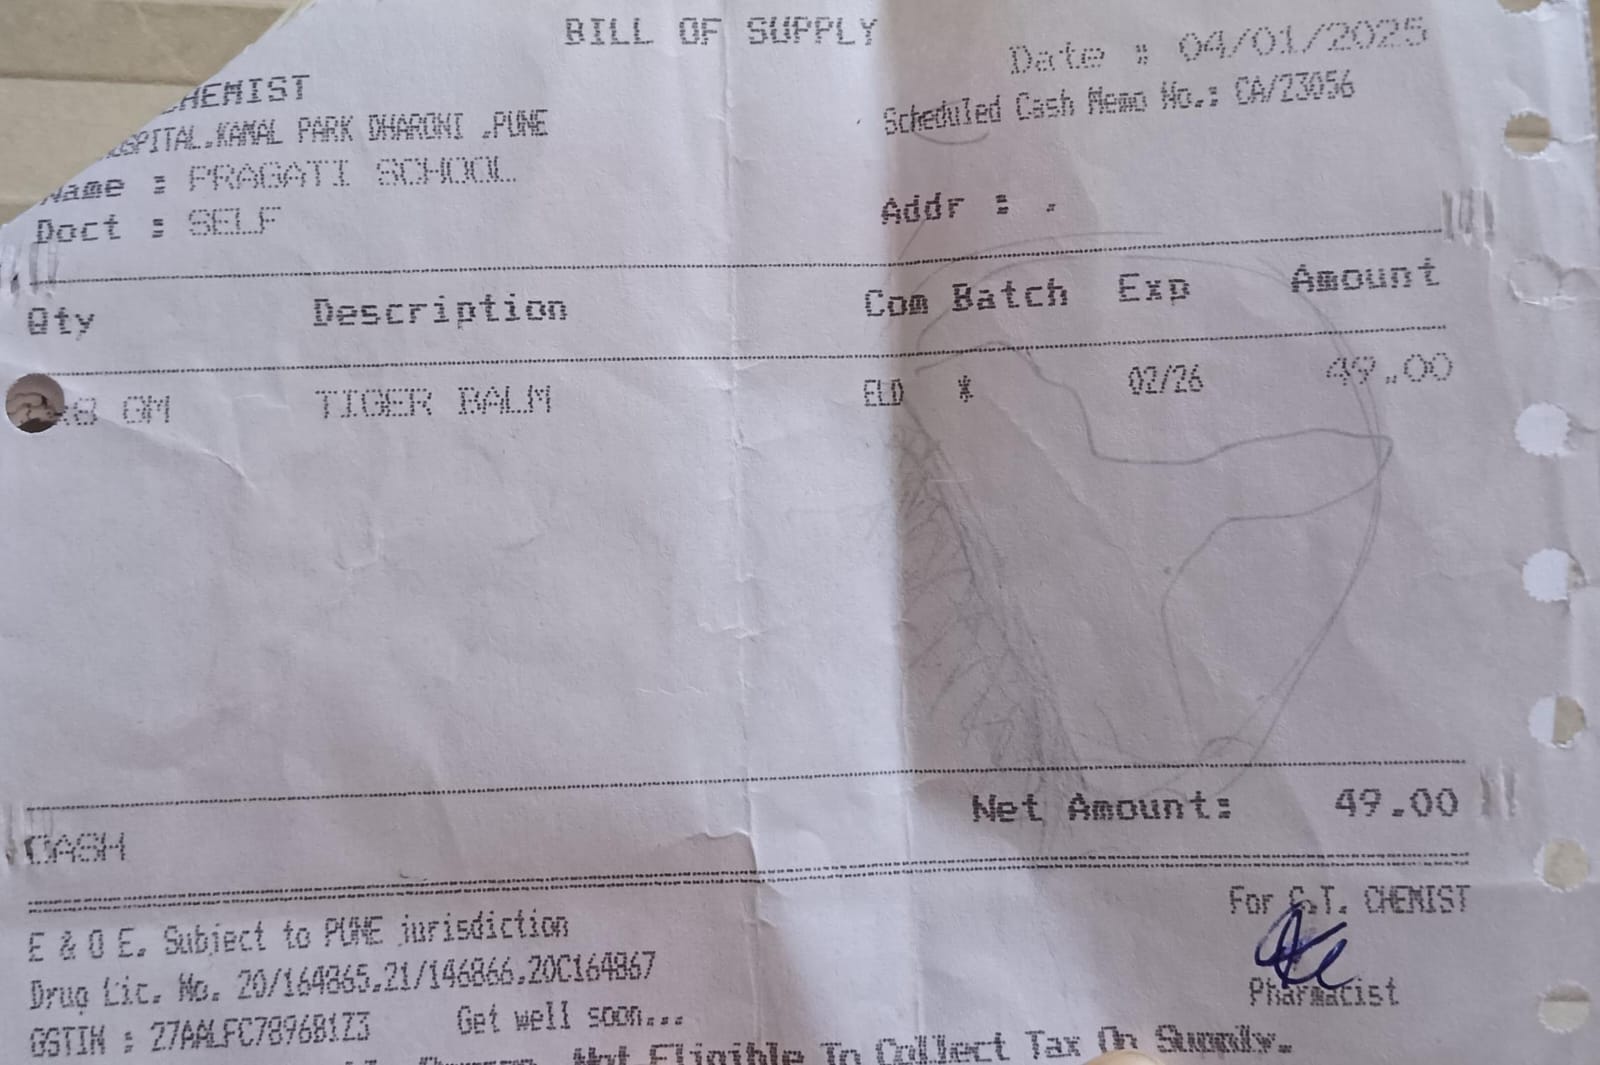 BILL OF SUPPLY
Date : 04/01/2025
CHEMIST
Scheduled Cash Memo No.: CA/23056
SPITAL,KAMAL PARK DHARONI ,PUNE
Name : PRAGATI SCHOOL
Addr : .
Doct : SELF
Qty Description Com Batch Exp Amount
8 GM TIGER BALM ELD * 02/26 49.00
Net Amount: 49.00
CASH
For C.T. CHEMIST
E & O E. Subject to PUNE jurisdiction
Drug Lic. No. 20/164865,21/146866,20C164867
Pharmacist
GSTIN : 27AALFC7896B1Z3 Get well soon...
Not Eligible To Collect Tax On Supply.